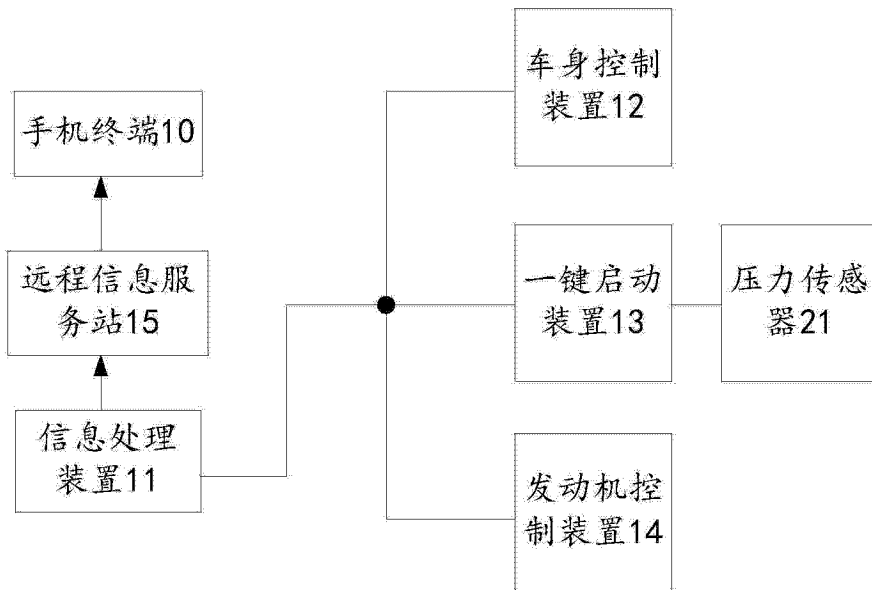 手机终端10
远程信息服
务站15
信息处理
装置11
车身控制
装置12
一键启动
装置13
压力传感
器21
发动机控
制装置14